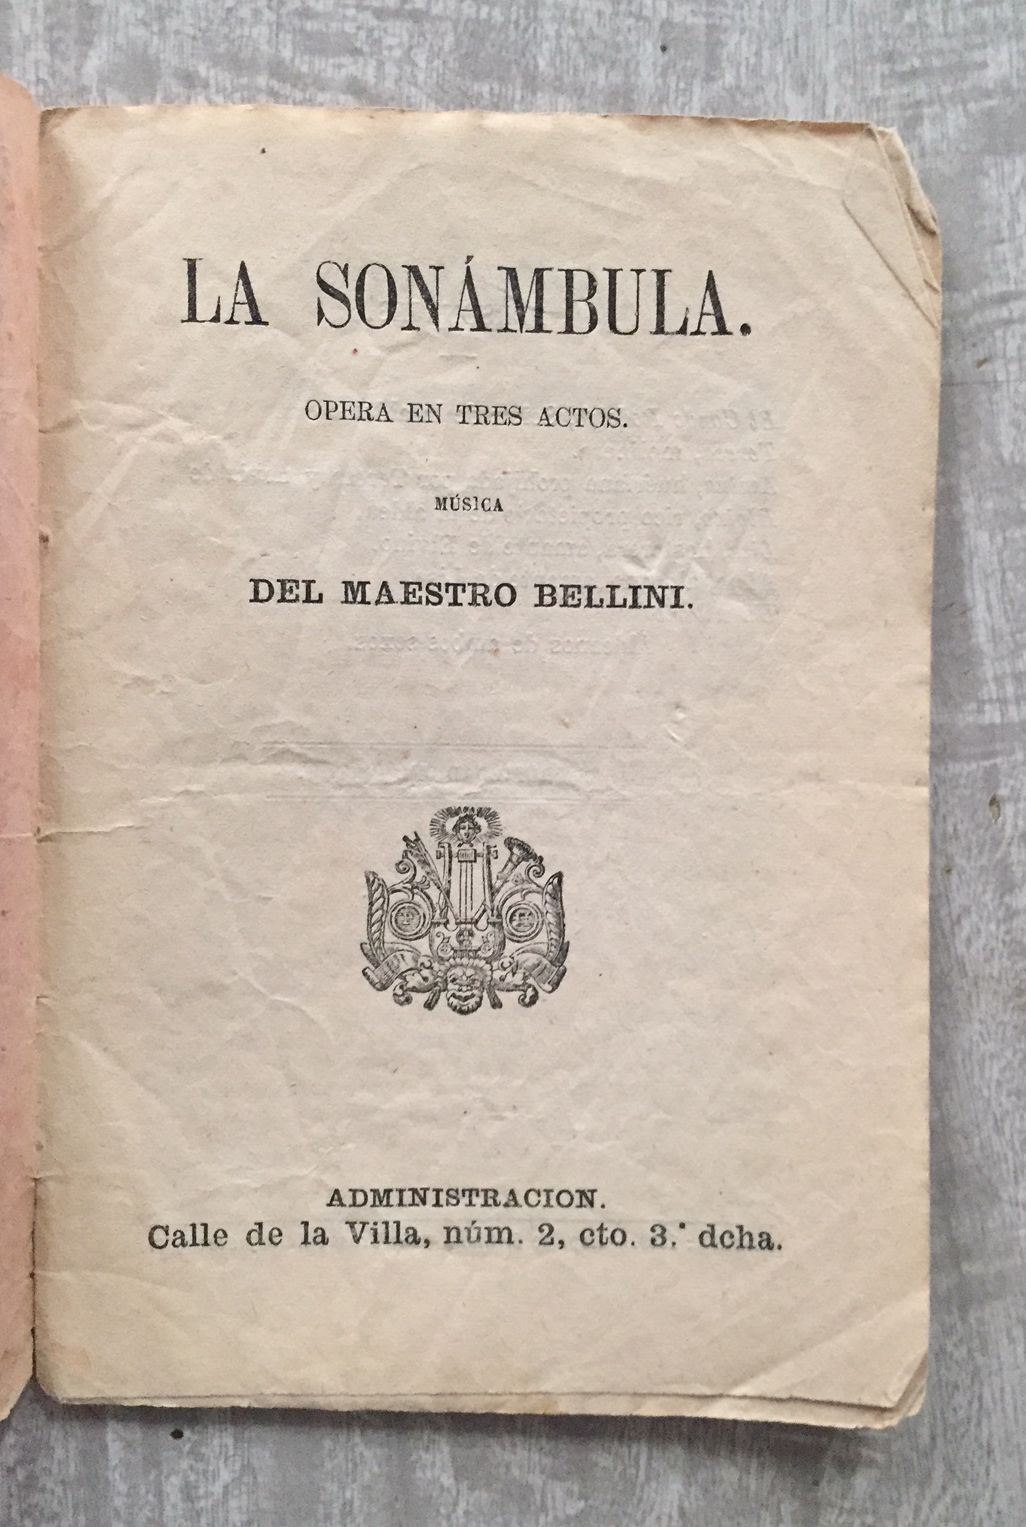 LA SONÁMBULA.
OPERA EN TRES ACTOS.
MÚSICA
DEL MAESTRO BELLINI.
ADMINISTRACION.
Calle de la Villa, núm. 2, cto. 3.° dcha.